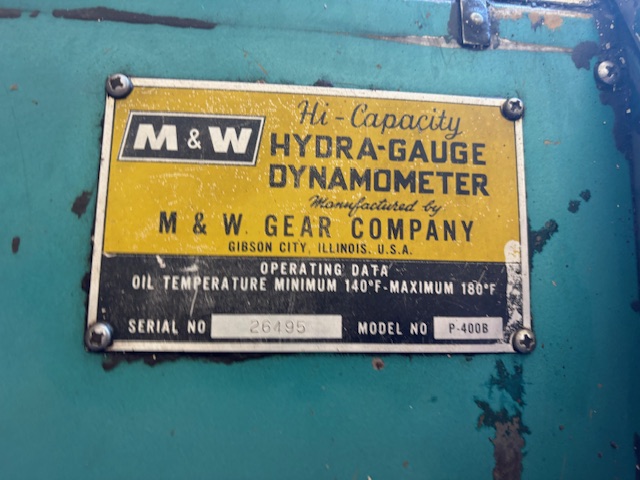 M & W
Hi-Capacity
HYDRA-GAUGE
DYNAMOMETER
Manufactured by
M & W GEAR COMPANY
GIBSON CITY, ILLINOIS. U.S.A.
OPERATING DATA
OIL TEMPERATURE MINIMUM 140°F-MAXIMUM 180°F
SERIAL NO 26495 MODEL NO P-400B